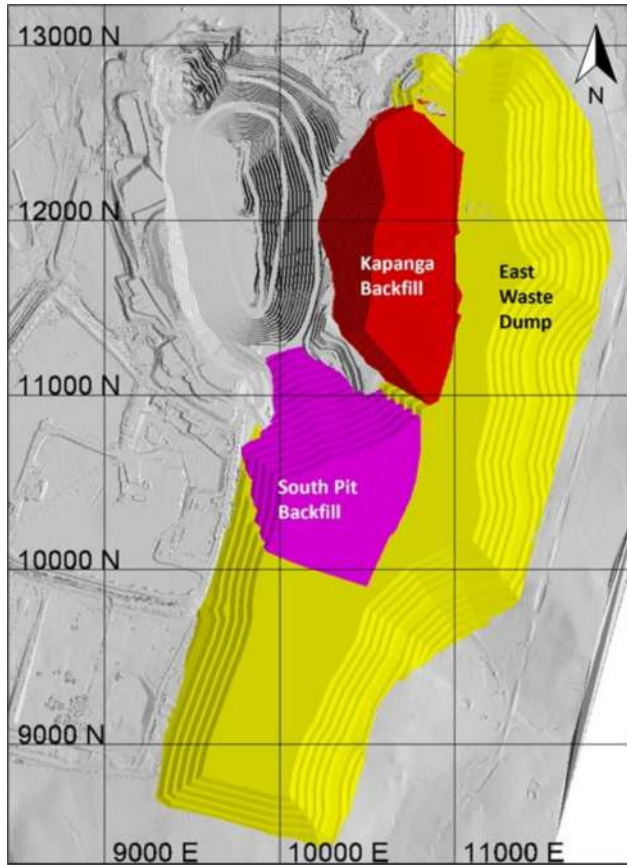 13000 N
N
12000 N
Kapanga
Backfill
East
Waste
Dump
11000 N
South Pit
Backfill
10000 N
9000 N
9000 E
10000 E
11000 E